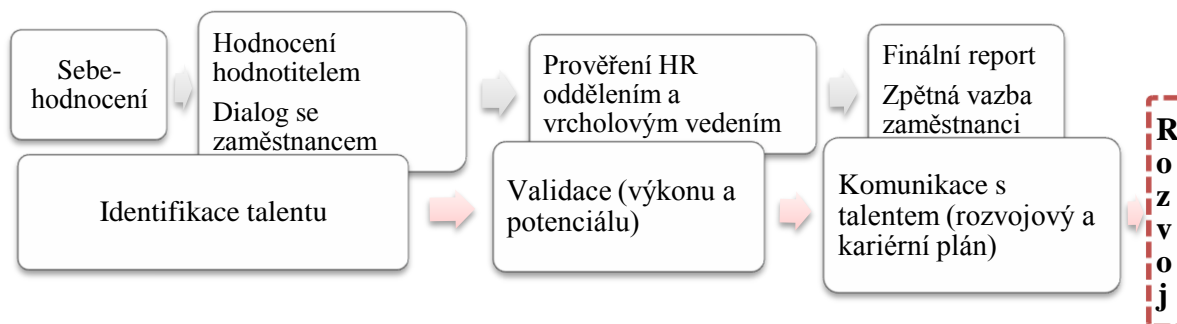 Sebe-
hodnocení
Hodnocení
hodnotitelem
Dialog se
zaměstnancem
Prověření HR
oddělením a
vrcholovým vedením
Finální report
Zpětná vazba
zaměstnanci
Identifikace talentu
Validace (výkonu a
potenciálu)
Komunikace s
talentem (rozvojový a
kariérní plán)
R
o
z
v
o
j